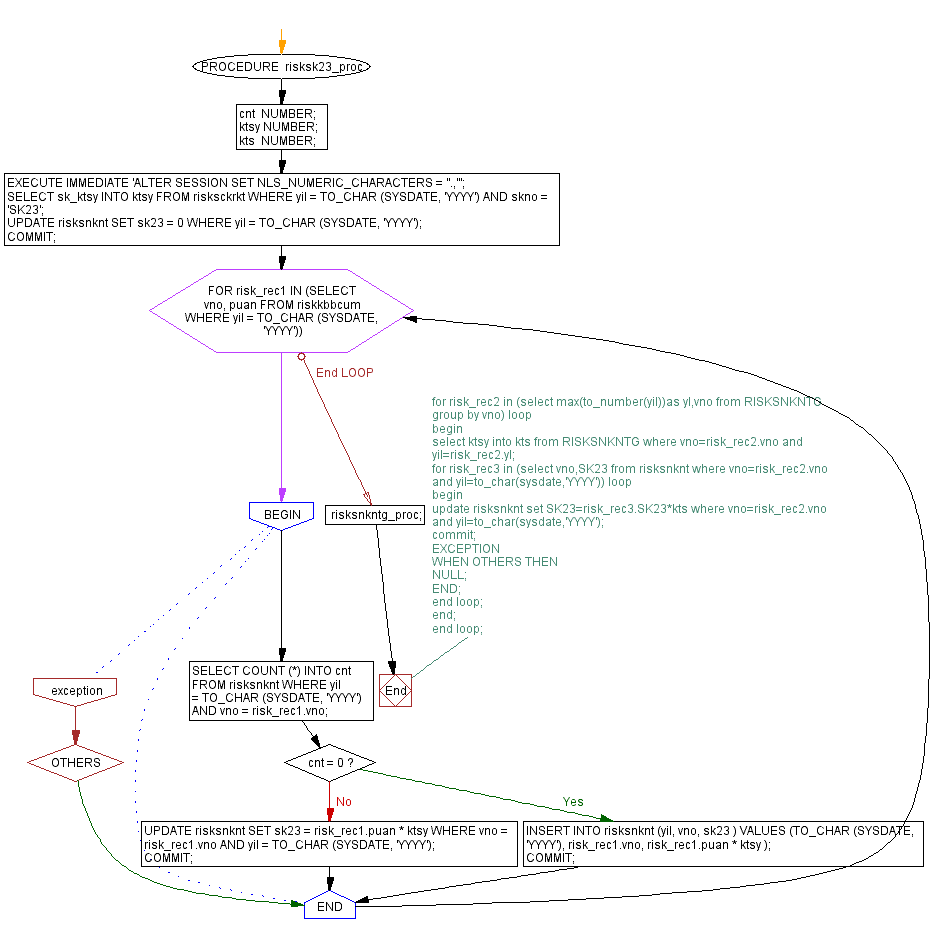 PROCEDURE risksk23_proc
cnt NUMBER;
ktsy NUMBER;
kts NUMBER;
EXECUTE IMMEDIATE 'ALTER SESSION SET NLS_NUMERIC_CHARACTERS = ''.,''';
SELECT sk_ktsy INTO ktsy FROM risksckrkt WHERE yil = TO_CHAR (SYSDATE, 'YYYY') AND skno =
'SK23';
UPDATE risksnknt SET sk23 = 0 WHERE yil = TO_CHAR (SYSDATE, 'YYYY');
COMMIT;
FOR risk_rec1 IN (SELECT
vno, puan FROM riskkbbcum
WHERE yil = TO_CHAR (SYSDATE,
'YYYY'))
End LOOP
for risk_rec2 in (select max(to_number(yil))as yl,vno from RISKSNKNTG
group by vno) loop
begin
select ktsy into kts from RISKSNKNTG where vno=risk_rec2.vno and
yil=risk_rec2.yl;
for risk_rec3 in (select vno,SK23 from risksnknt where vno=risk_rec2.vno
and yil=to_char(sysdate,'YYYY')) loop
begin
update risksnknt set SK23=risk_rec3.SK23*kts where vno=risk_rec2.vno
and yil=to_char(sysdate,'YYYY');
commit;
EXCEPTION
WHEN OTHERS THEN
NULL;
END;
end loop;
end;
end loop;
BEGIN
risksnkntg_proc;
SELECT COUNT (*) INTO cnt
FROM risksnknt WHERE yil
= TO_CHAR (SYSDATE, 'YYYY')
AND vno = risk_rec1.vno;
End
exception
OTHERS
cnt = 0 ?
No
Yes
UPDATE risksnknt SET sk23 = risk_rec1.puan * ktsy WHERE vno =
risk_rec1.vno AND yil = TO_CHAR (SYSDATE, 'YYYY');
COMMIT;
INSERT INTO risksnknt (yil, vno, sk23 ) VALUES (TO_CHAR (SYSDATE,
'YYYY'), risk_rec1.vno, risk_rec1.puan * ktsy );
COMMIT;
END